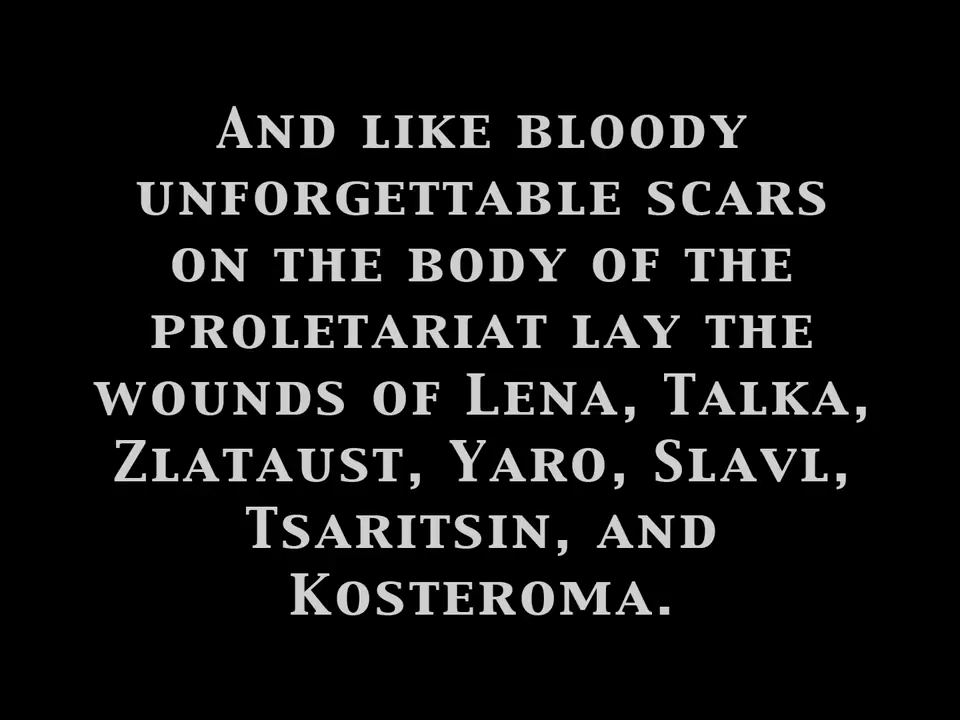 And like bloody
unforgettable scars
on the body of the
proletariat lay the
wounds of Lena, Talka,
Zlataust, Yaro, Slavl,
Tsaritsin, and
Kosteroma.